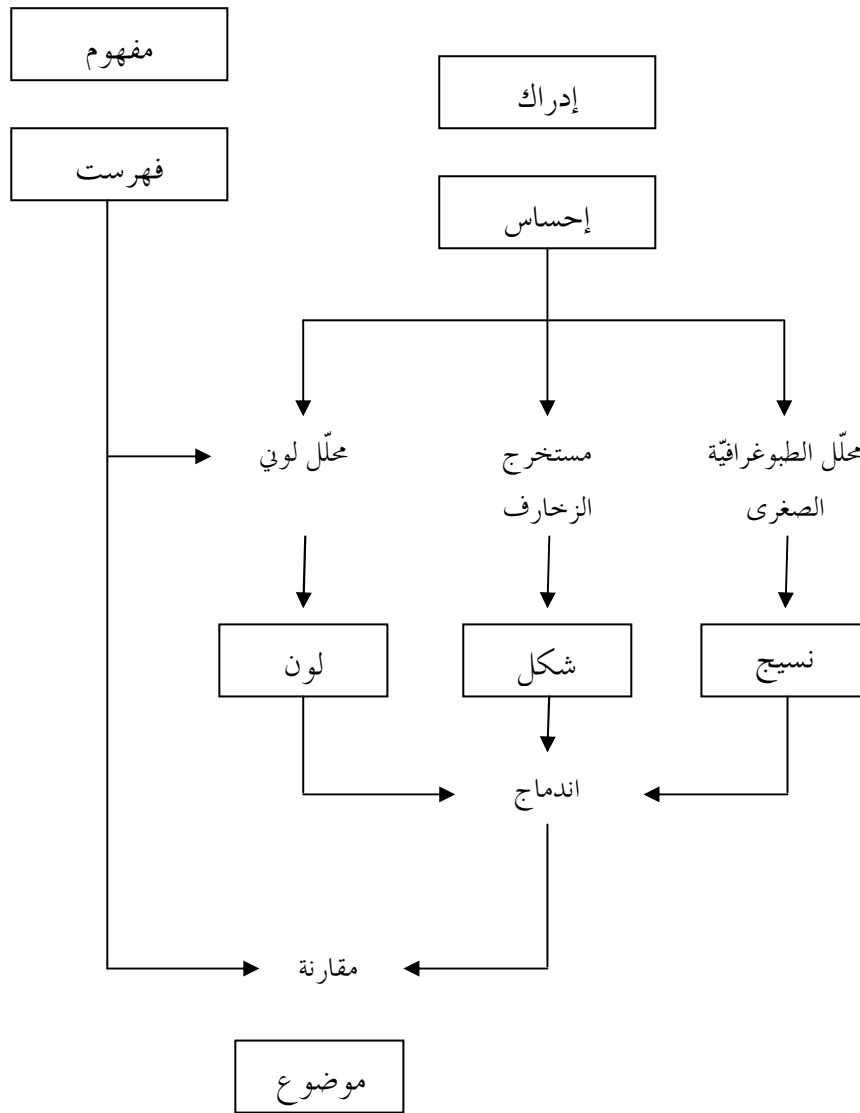 مفهوم
إدراك
فهرست
إحساس
محلّل الطبوغرافيّة
الصغرى
مستخرج
الزخارف
محلّل لوني
نسيج
شكل
لون
اندماج
مقارنة
موضوع